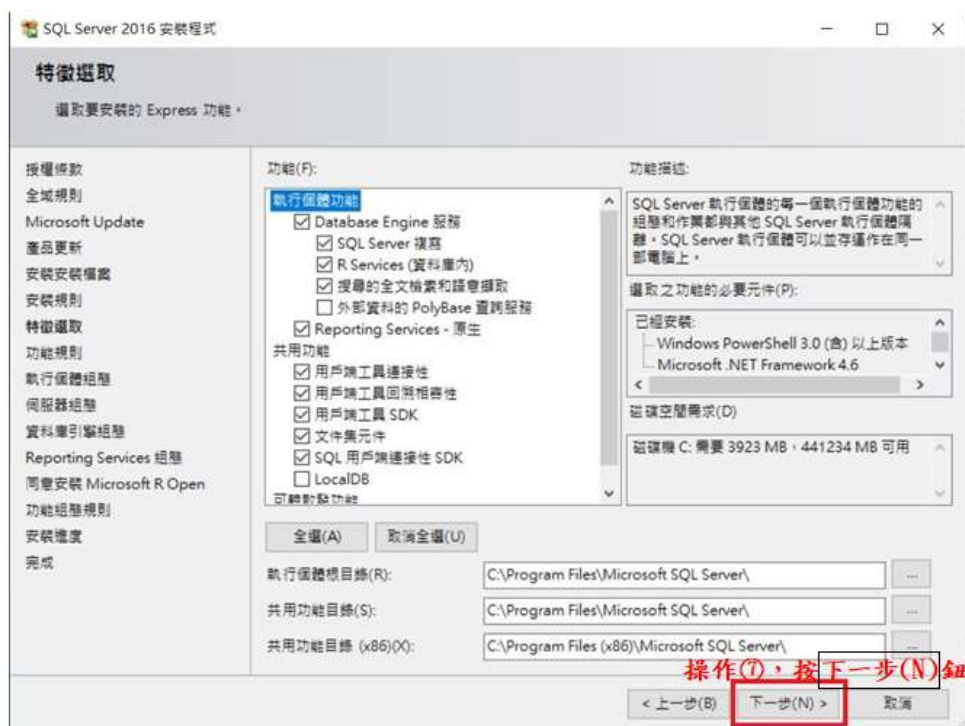 SQL Server 2016 安裝程式
特徵選取
選取要安裝的 Express 功能。
授權條款
全域規則
Microsoft Update
產品更新
安裝安裝檔案
安裝規則
特徵選取
功能規則
執行個體組態
伺服器組態
資料庫引擎組態
Reporting Services 組態
同意安裝 Microsoft R Open
功能組態規則
安裝進度
完成
功能(F):
執行個體功能
Database Engine 服務
SQL Server 複寫
R Services (資料庫內)
搜尋的全文檢索和語意擷取
外部資料的 PolyBase 查詢服務
Reporting Services - 原生
共用功能
用戶端工具連接性
用戶端工具回溯相容性
用戶端工具 SDK
文件集元件
SQL 用戶端連接性 SDK
LocalDB
可轉散發功能
全選(A)
取消全選(U)
功能描述:
SQL Server 執行個體的每一個執行個體功能的
組態和作業都與其他 SQL Server 執行個體隔
離。SQL Server 執行個體可以並存運作在同一
部電腦上。
選取之功能的必要元件(P):
已經安裝:
Windows PowerShell 3.0 (含) 以上版本
Microsoft .NET Framework 4.6
磁碟空間需求(D)
磁碟機 C: 需要 3923 MB，441234 MB 可用
執行個體根目錄(R):
C:\Program Files\Microsoft SQL Server\
...
共用功能目錄(S):
C:\Program Files\Microsoft SQL Server\
...
共用功能目錄 (x86)(X):
C:\Program Files (x86)\Microsoft SQL Server\
...
操作⑦，按下一步(N)鈕
< 上一步(B)
下一步(N) >
取消